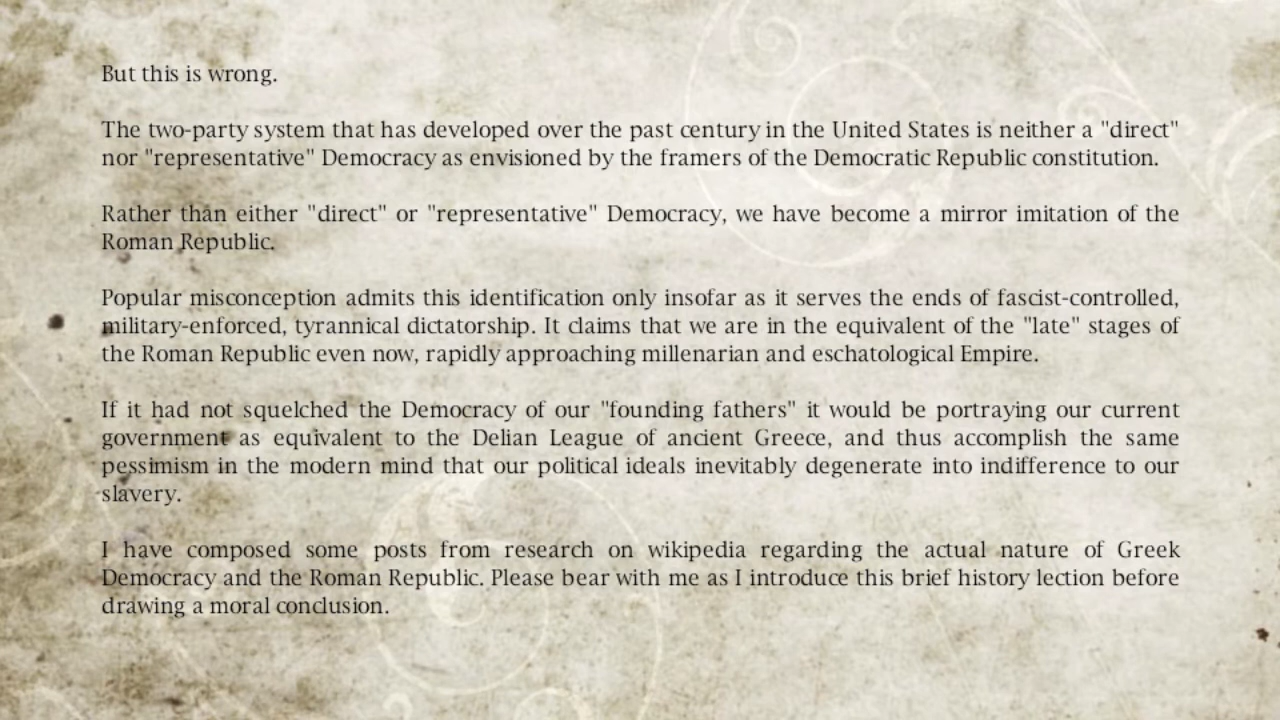 But this is wrong.
The two-party system that has developed over the past century in the United States is neither a "direct"
nor "representative" Democracy as envisioned by the framers of the Democratic Republic constitution.
Rather than either "direct" or "representative" Democracy, we have become a mirror imitation of the
Roman Republic.
Popular misconception admits this identification only insofar as it serves the ends of fascist-controlled,
military-enforced, tyrannical dictatorship. It claims that we are in the equivalent of the "late" stages of
the Roman Republic even now, rapidly approaching millenarian and eschatological Empire.
If it had not squelched the Democracy of our "founding fathers" it would be portraying our current
government as equivalent to the Delian League of ancient Greece, and thus accomplish the same
pessimism in the modern mind that our political ideals inevitably degenerate into indifference to our
slavery.
I have composed some posts from research on wikipedia regarding the actual nature of Greek
Democracy and the Roman Republic. Please bear with me as I introduce this brief history lection before
drawing a moral conclusion.